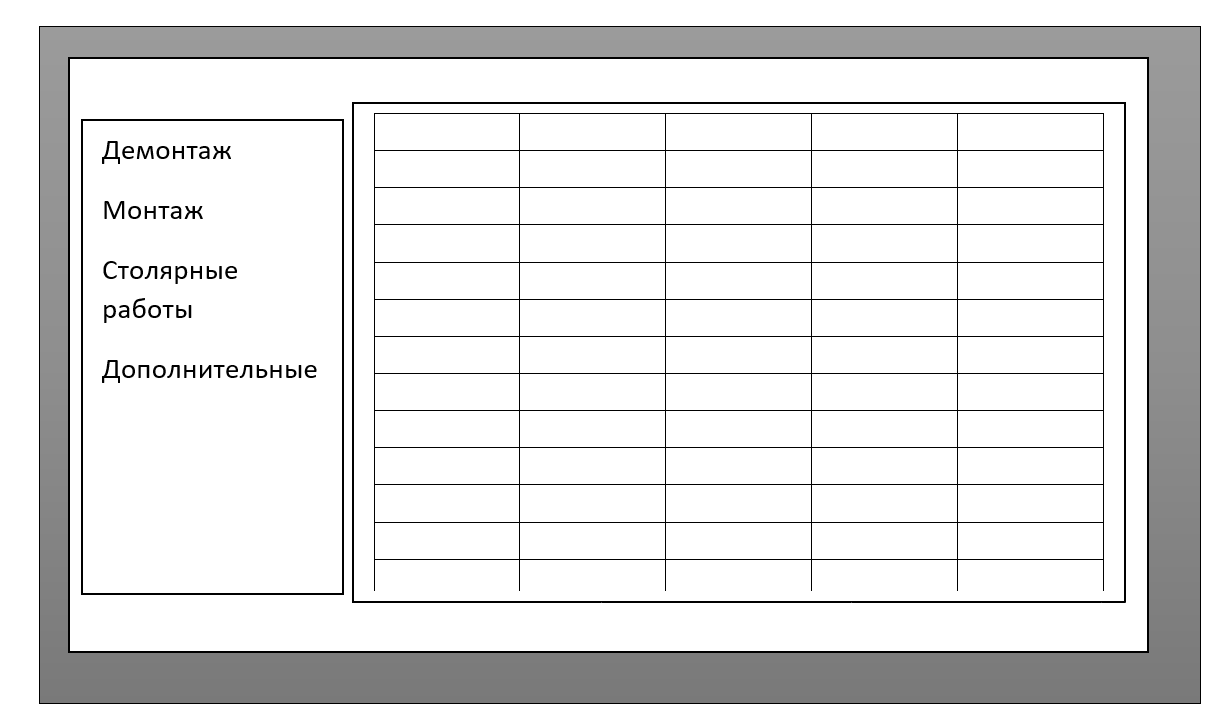 Демонтаж
Монтаж
Столярные
работы
Дополнительные